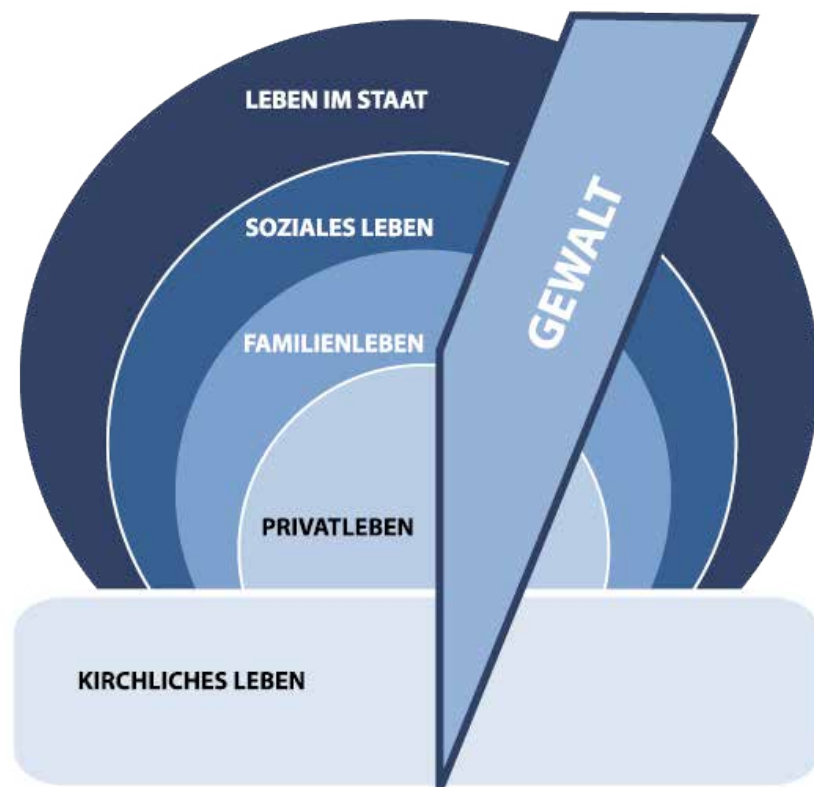 LEBEN IM STAAT
SOZIALES LEBEN
GEWALT
FAMILIENLEBEN
PRIVATLEBEN
KIRCHLICHES LEBEN